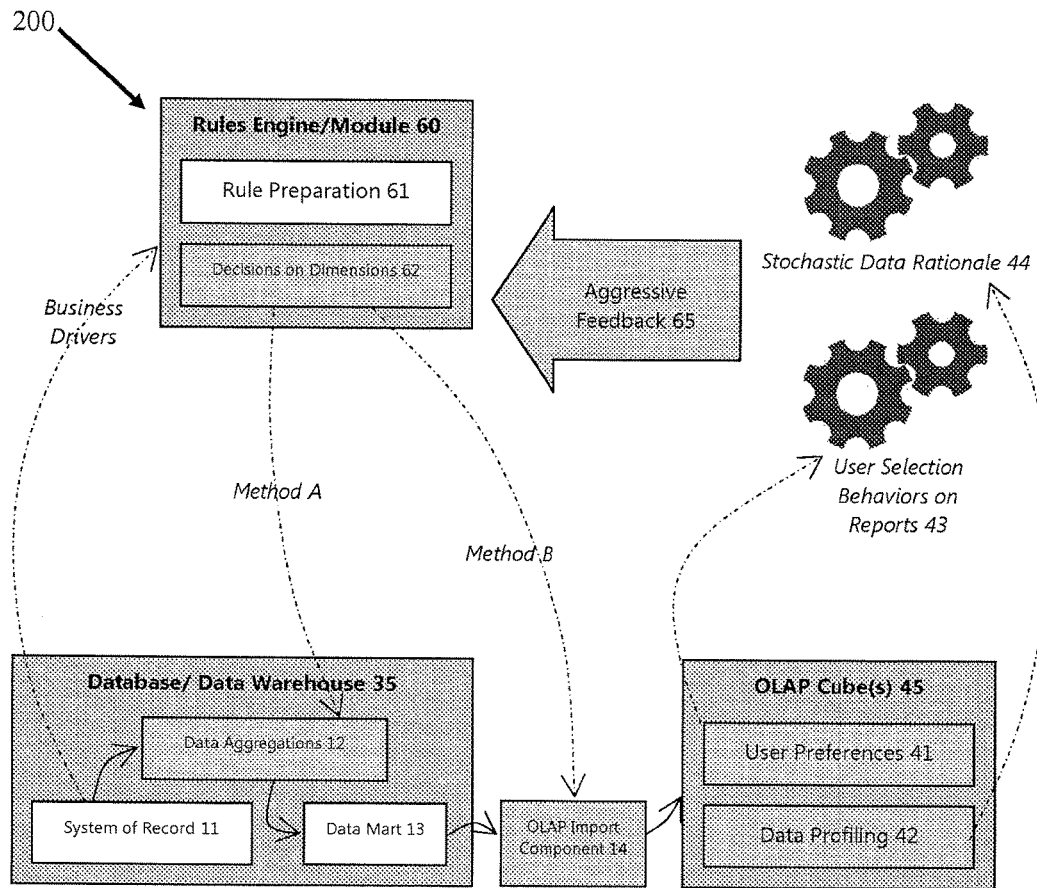 200
Rules Engine/Module 60
Rule Preparation 61
Decisions on Dimensions 62
Stochastic Data Rationale 44
Aggressive
Feedback 65
Business
Drivers
User Selection
Behaviors on
Reports 43
Method A
Method B
Database/ Data Warehouse 35
Data Aggregations 12
System of Record 11
Data Mart 13
OLAP Import
Component 14
OLAP Cube(s) 45
User Preferences 41
Data Profiling 42